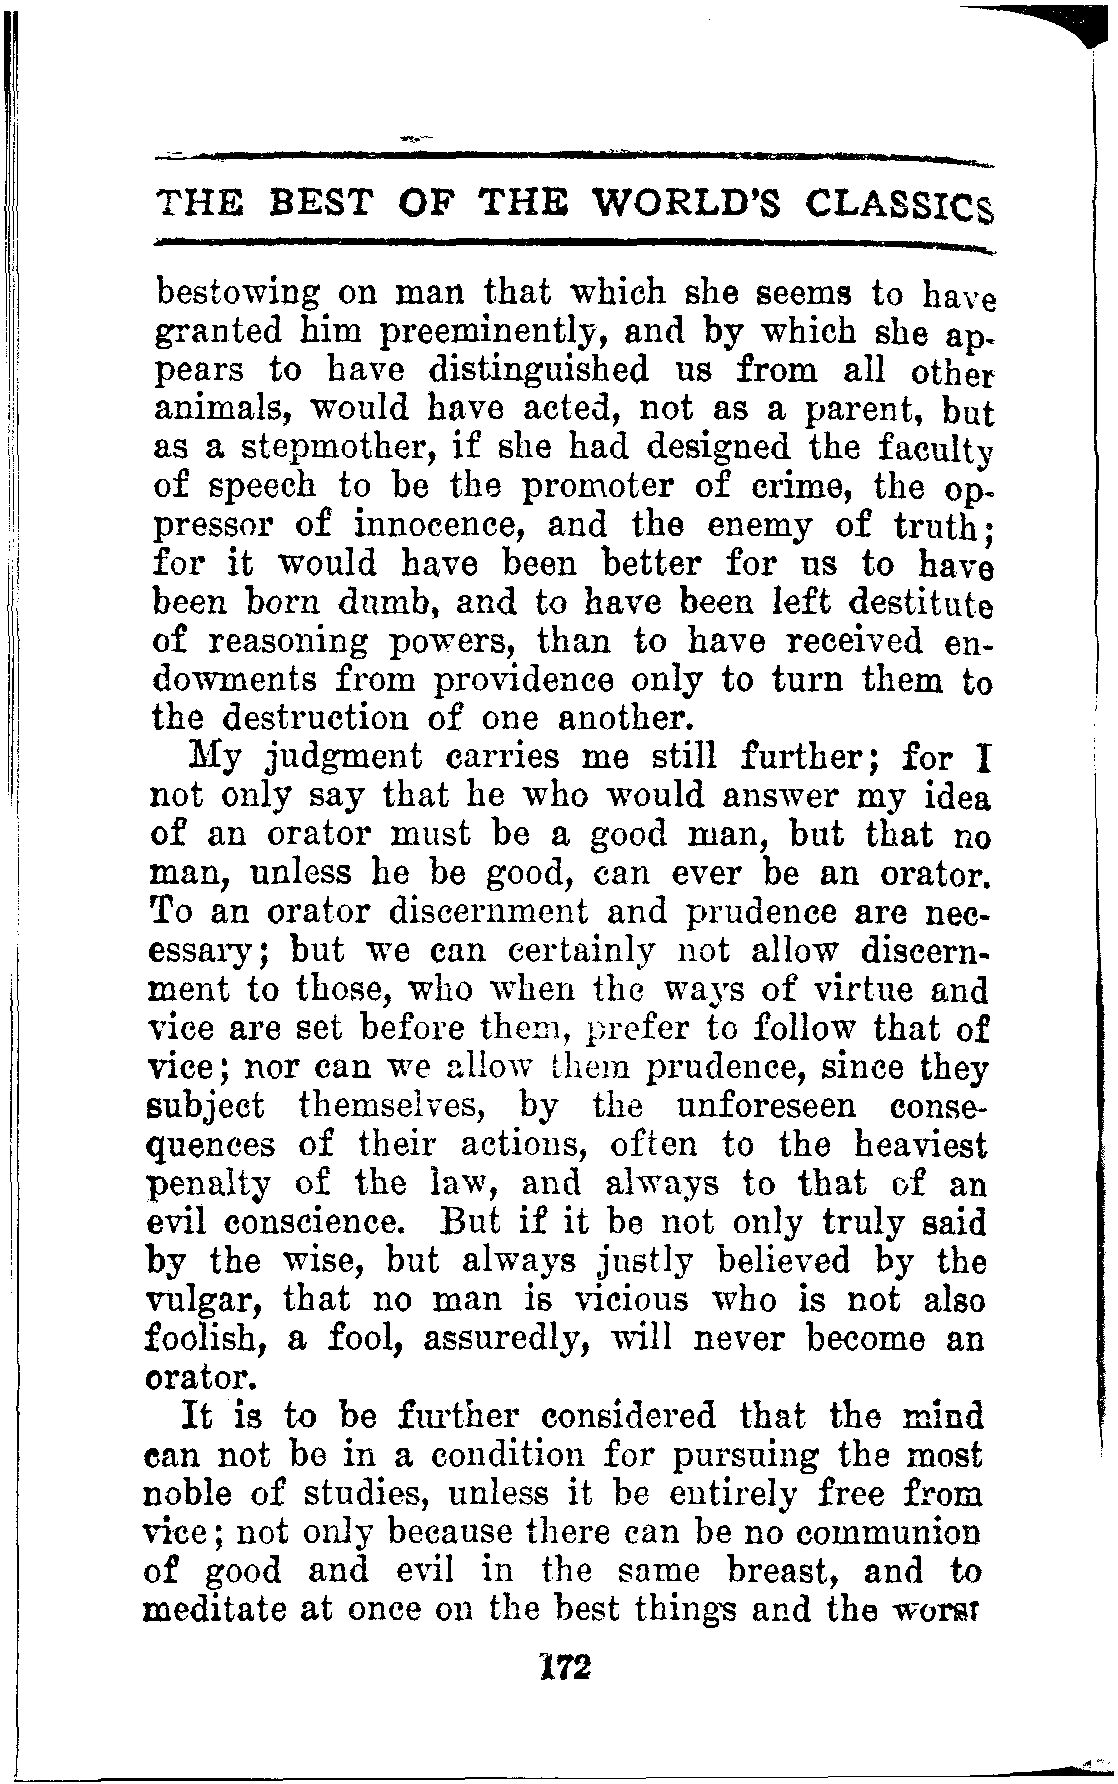 THE BEST OF THE WORLD'S CLASSICS
bestowing on man that which she seems to have
granted him preeminently, and by which she ap-
pears to have distinguished us from all other
animals, would have acted, not as a parent, but
as a stepmother, if she had designed the faculty
of speech to be the promoter of crime, the op-
pressor of innocence, and the enemy of truth;
for it would have been better for us to have
been born dumb, and to have been left destitute
of reasoning powers, than to have received en-
dowments from providence only to turn them to
the destruction of one another.
My judgment carries me still further; for I
not only say that he who would answer my idea
of an orator must be a good man, but that no
man, unless he be good, can ever be an orator.
To an orator discernment and prudence are nec-
essary; but we can certainly not allow discern-
ment to those, who when the ways of virtue and
vice are set before them, prefer to follow that of
vice; nor can we allow them prudence, since they
subject themselves, by the unforeseen conse-
quences of their actions, often to the heaviest
penalty of the law, and always to that of an
evil conscience. But if it be not only truly said
by the wise, but always justly believed by the
vulgar, that no man is vicious who is not also
foolish, a fool, assuredly, will never become an
orator.
It is to be further considered that the mind
can not be in a condition for pursuing the most
noble of studies, unless it be entirely free from
vice; not only because there can be no communion
of good and evil in the same breast, and to
meditate at once on the best things and the worst
172